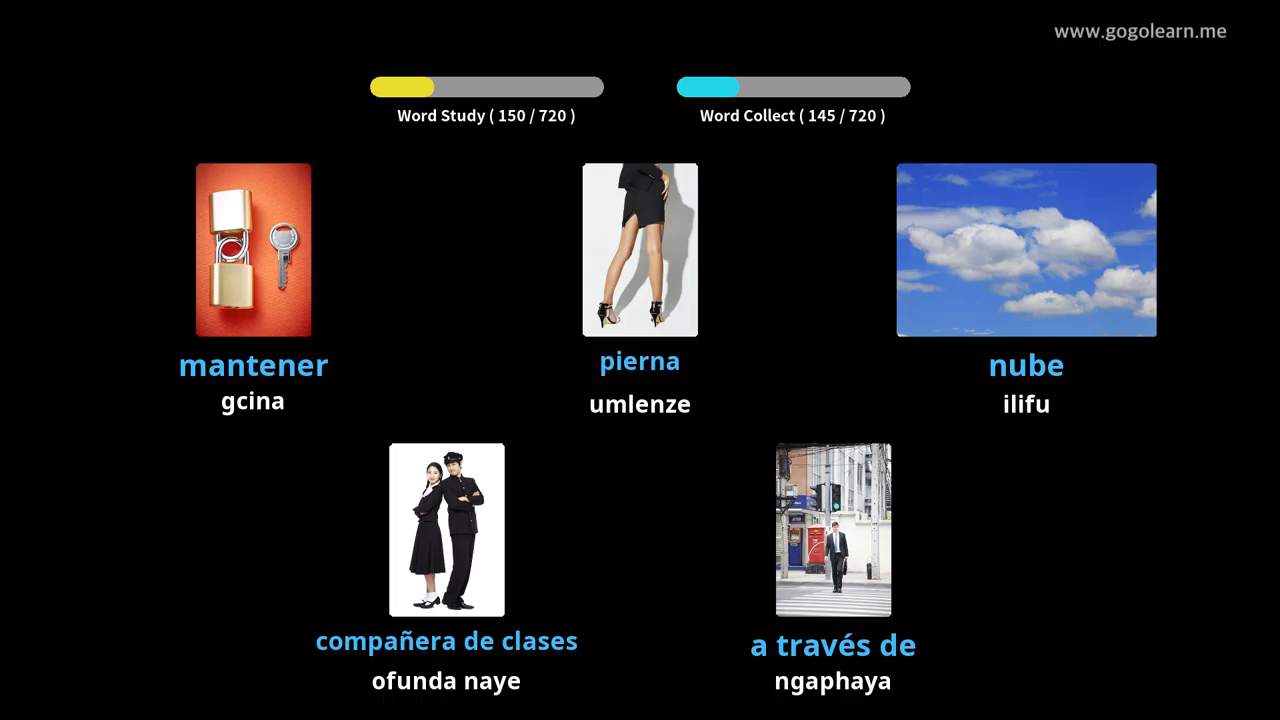 www.gogolearn.me
Word Study ( 150 / 720 )
Word Collect ( 145 / 720 )
mantener
gcina
pierna
umlenze
nube
ilifu
compañera de clases
ofunda naye
a través de
ngaphaya